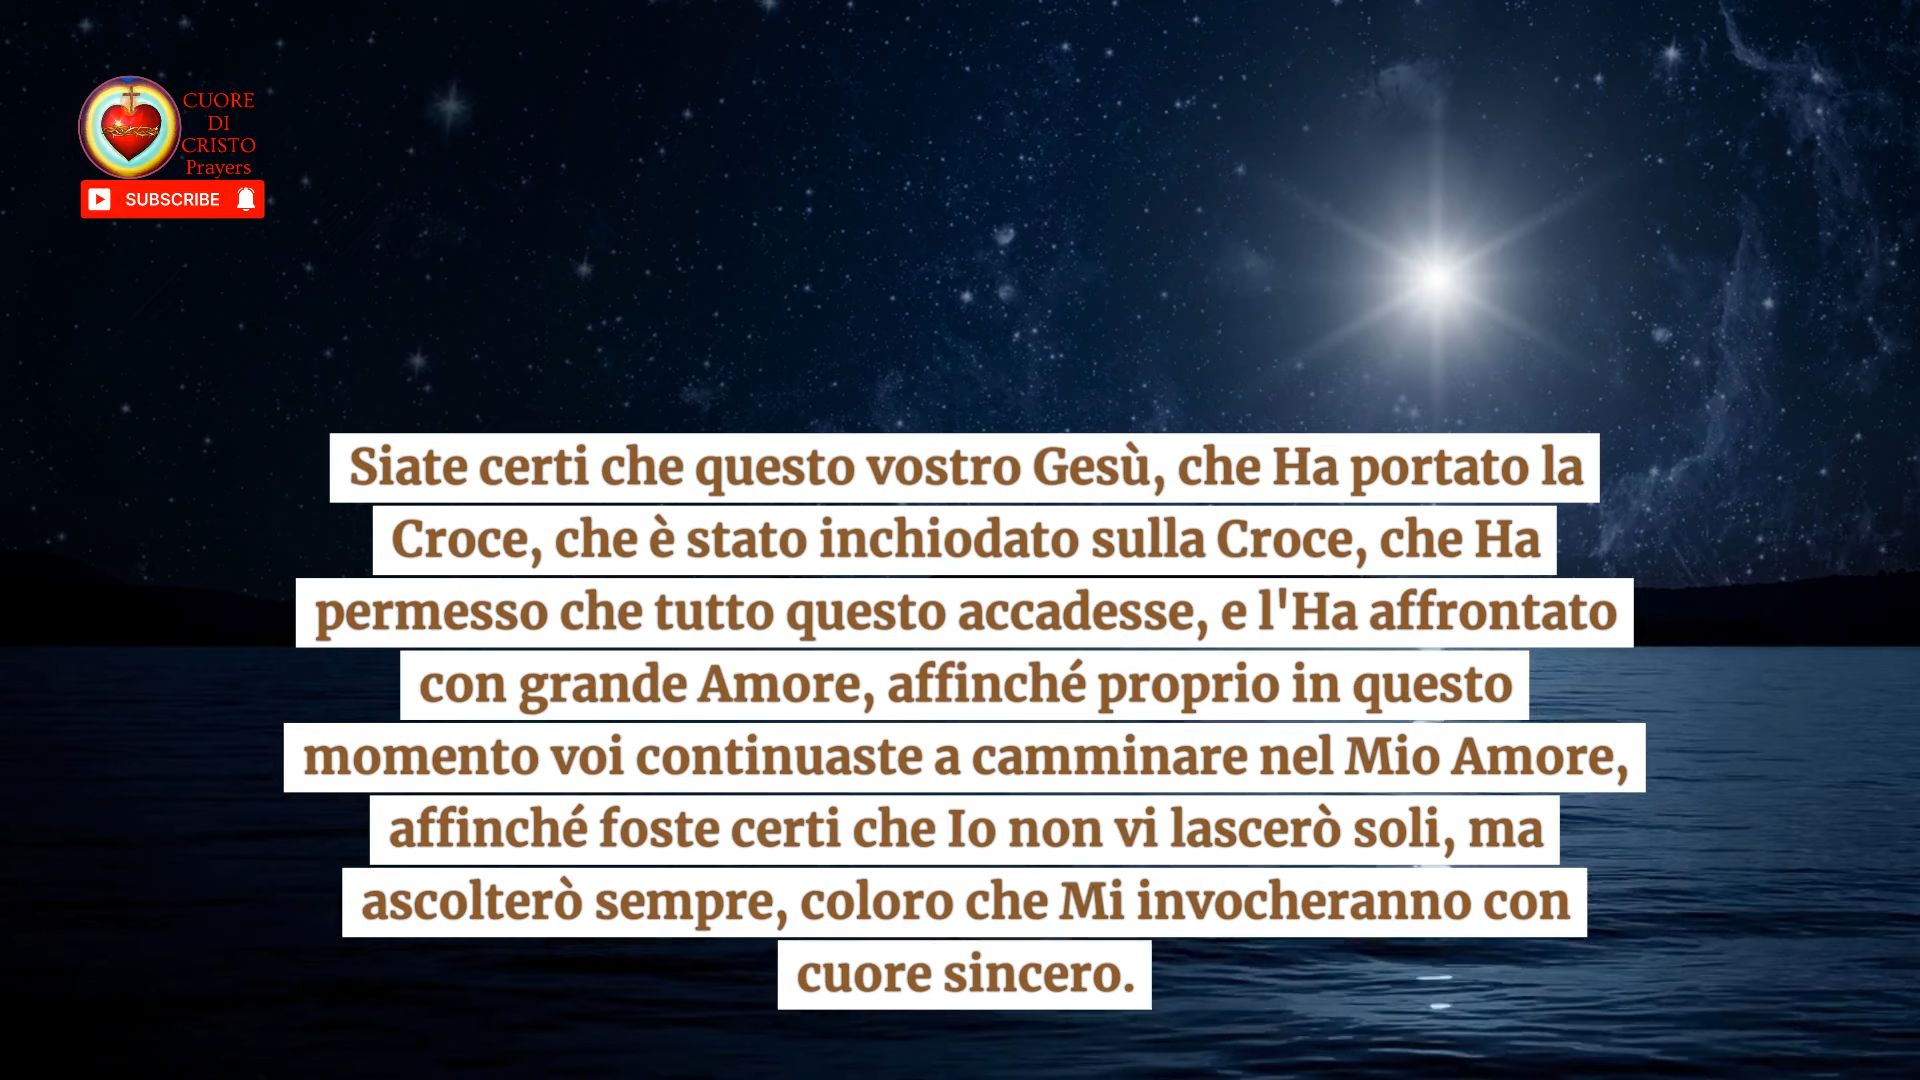 CUORE
DI
CRISTO
Prayers
SUBSCRIBE
Siate certi che questo vostro Gesù, che Ha portato la
Croce, che è stato inchiodato sulla Croce, che Ha
permesso che tutto questo accadesse, e l'Ha affrontato
con grande Amore, affinché proprio in questo
momento voi continuaste a camminare nel Mio Amore,
affinché foste certi che Io non vi lascerò soli, ma
ascolterò sempre, coloro che Mi invocheranno con
cuore sincero.